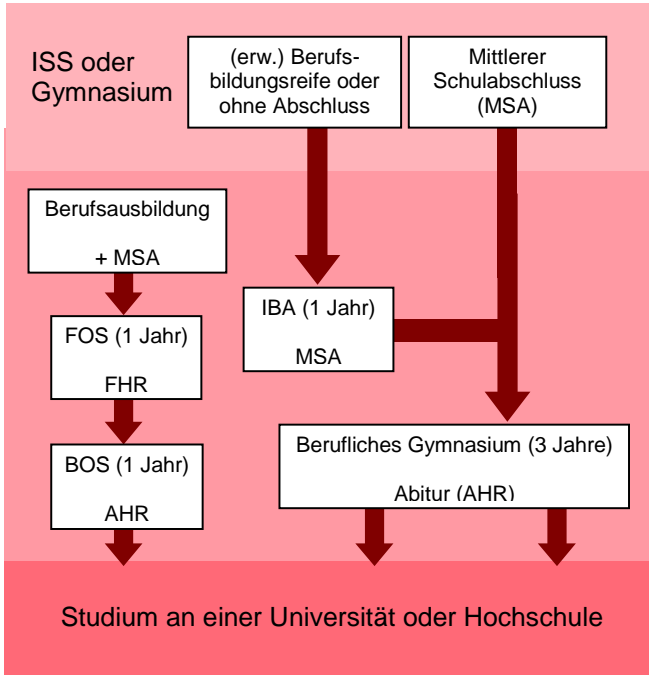 ISS oder
Gymnasium
(erw.) Berufs-
bildungsreife oder
ohne Abschluss
Mittlerer
Schulabschluss
(MSA)
Berufsausbildung
+ MSA
FOS (1 Jahr)
FHR
BOS (1 Jahr)
AHR
IBA (1 Jahr)
MSA
Berufliches Gymnasium (3 Jahre)
Abitur (AHR)
Studium an einer Universität oder Hochschule